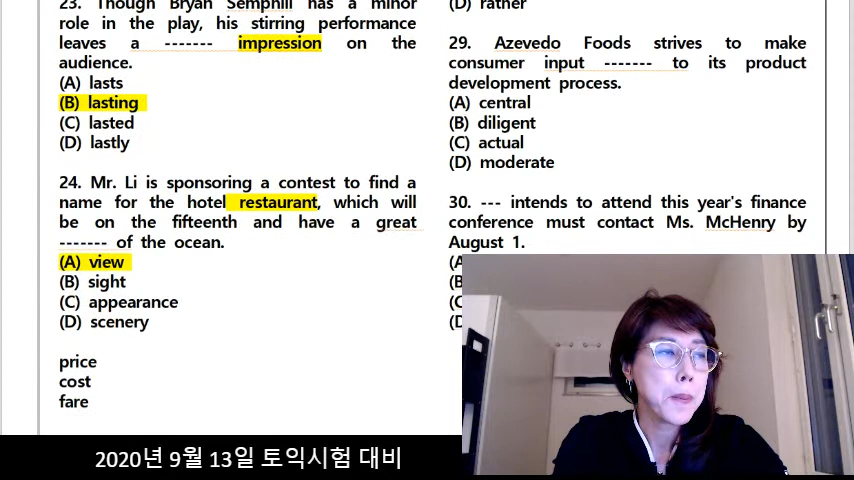 23. Though Bryan Semphill has a minor
role in the play, his stirring performance
leaves a ------- impression on the
audience.
(A) lasts
(B) lasting
(C) lasted
(D) lastly
24. Mr. Li is sponsoring a contest to find a
name for the hotel restaurant, which will
be on the fifteenth and have a great
------- of the ocean.
(A) view
(B) sight
(C) appearance
(D) scenery
price
cost
fare
(D) rather
29. Azevedo Foods strives to make
consumer input ------- to its product
development process.
(A) central
(B) diligent
(C) actual
(D) moderate
30. --- intends to attend this year's finance
conference must contact Ms. McHenry by
August 1.
2020년 9월 13일 토익시험 대비